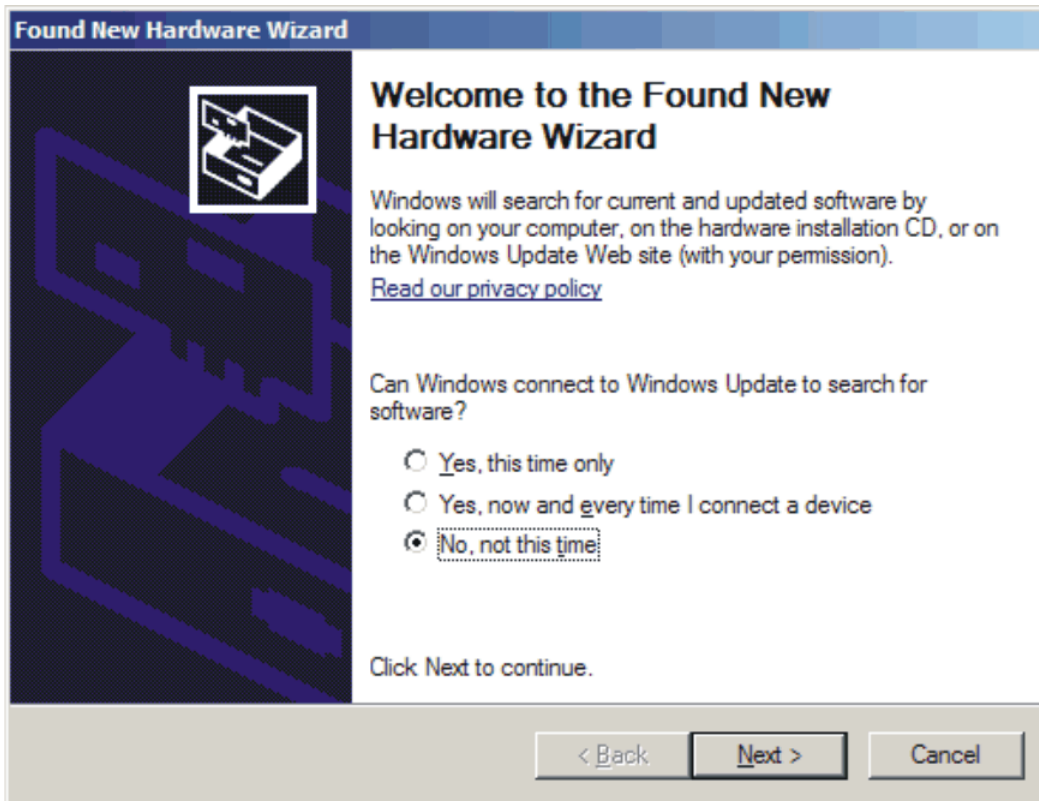 Found New Hardware Wizard
Welcome to the Found New
Hardware Wizard
Windows will search for current and updated software by
looking on your computer, on the hardware installation CD, or on
the Windows Update Web site (with your permission).
Read our privacy policy
Can Windows connect to Windows Update to search for
software?
Yes, this time only
Yes, now and every time I connect a device
No, not this time
Click Next to continue.
< Back
Next >
Cancel